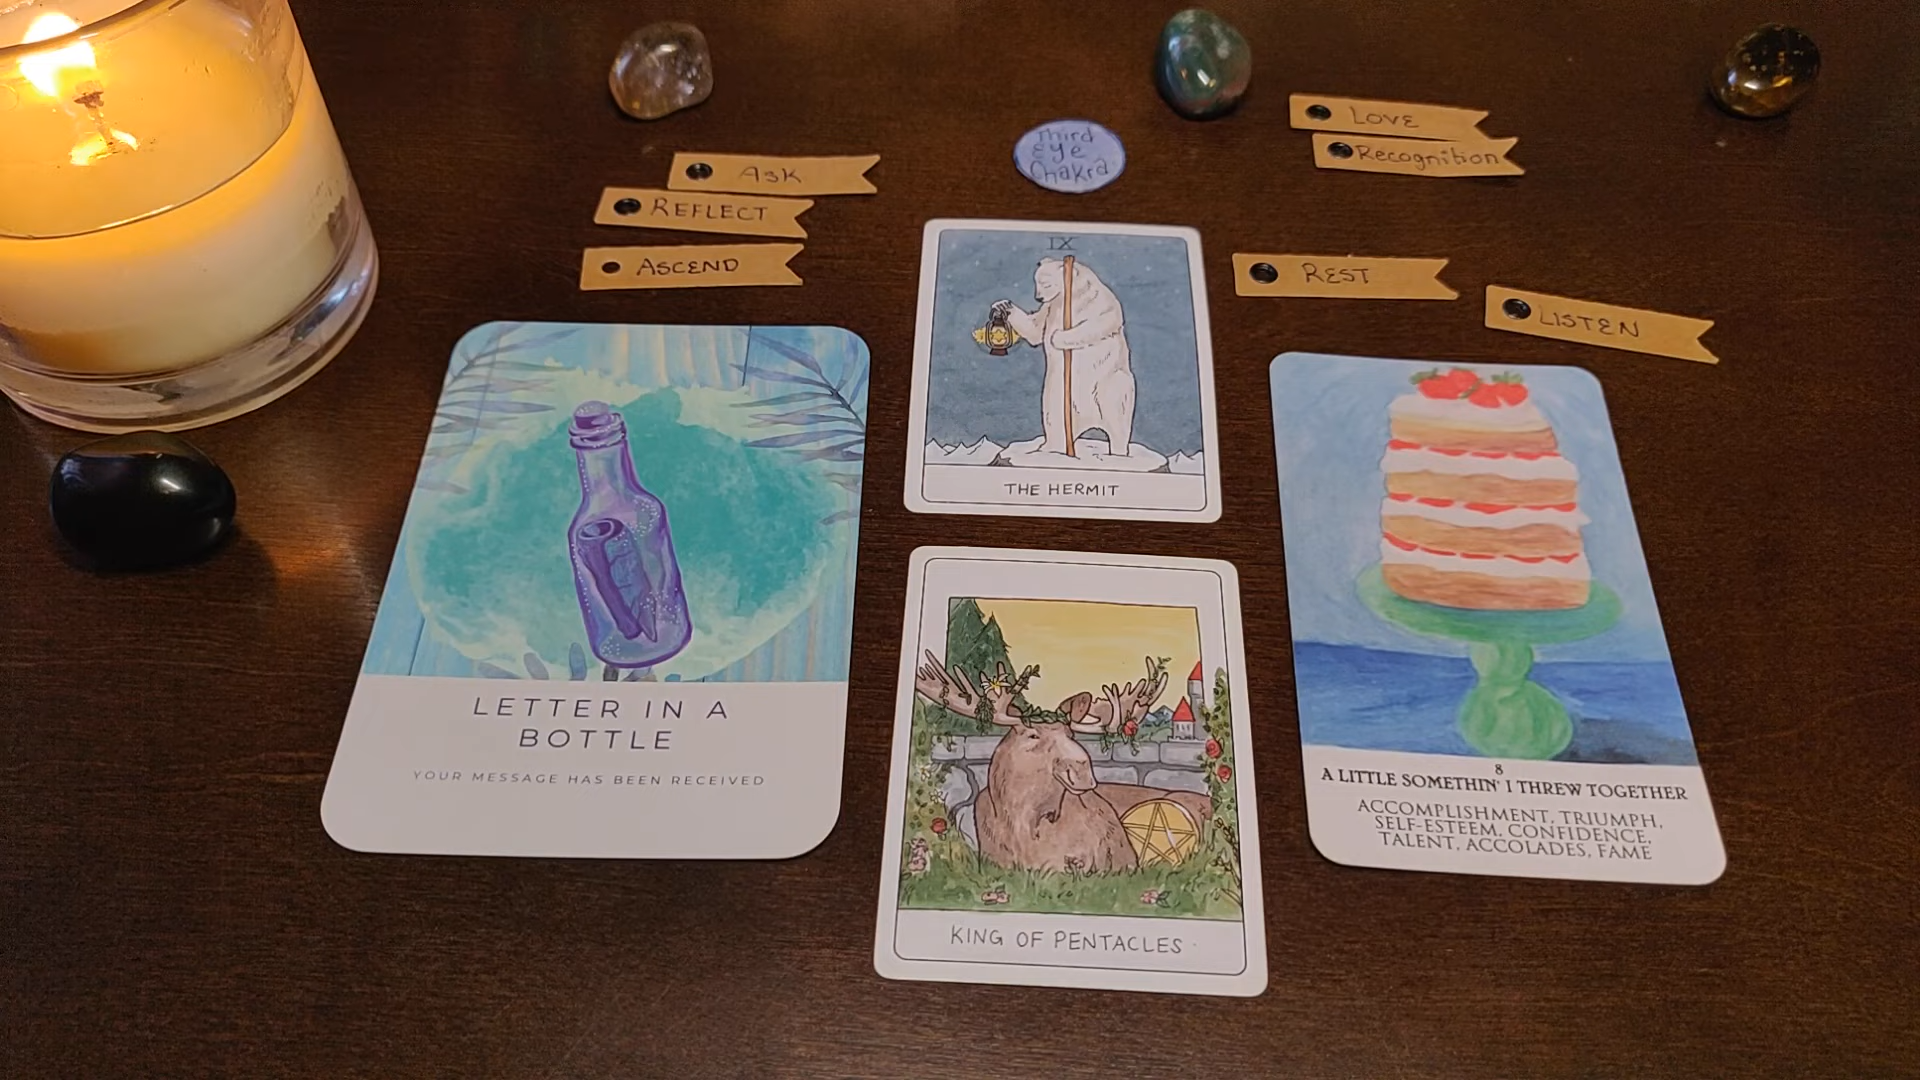 Third
Eye
Chakra
LOVE
Recognition
ASK
REFLECT
ASCEND
REST
LISTEN
IX
THE HERMIT
LETTER IN A
BOTTLE
YOUR MESSAGE HAS BEEN RECEIVED
KING OF PENTACLES
8
A LITTLE SOMETHIN' I THREW TOGETHER
ACCOMPLISHMENT, TRIUMPH,
SELF-ESTEEM, CONFIDENCE,
TALENT, ACCOLADES, FAME